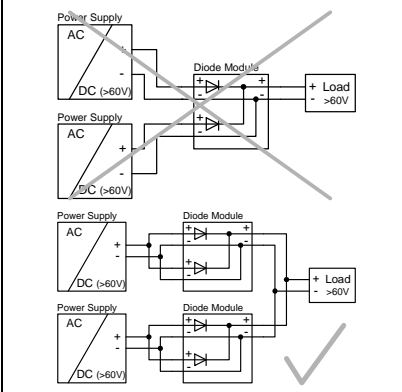 Power Supply
AC
+
-
DC (>60V)
Diode Module
+ +
- -
+
-
+ Load
- >60V
Power Supply
AC
+
-
DC (>60V)
Power Supply
AC
+
-
DC (>60V)
Diode Module
+ +
- -
+
-
+ Load
- >60V
Power Supply
AC
+
-
DC (>60V)
Diode Module
+ +
- -
+
-